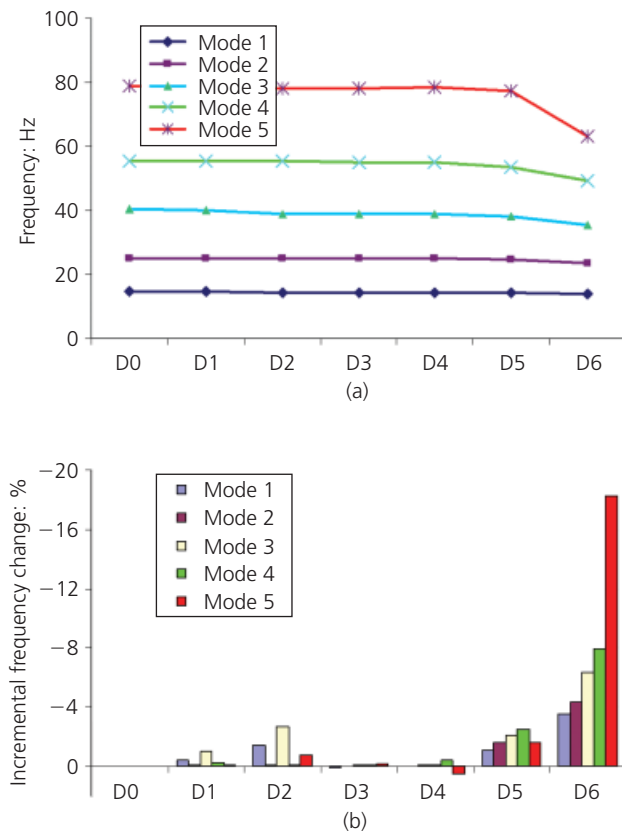 100
80
60
40
20
0
Frequency: Hz
Mode 1
Mode 2
Mode 3
Mode 4
Mode 5
D0 D1 D2 D3 D4 D5 D6
(a)
−20
−16
−12
−8
−4
0
Incremental frequency change: %
Mode 1
Mode 2
Mode 3
Mode 4
Mode 5
D0 D1 D2 D3 D4 D5 D6
(b)